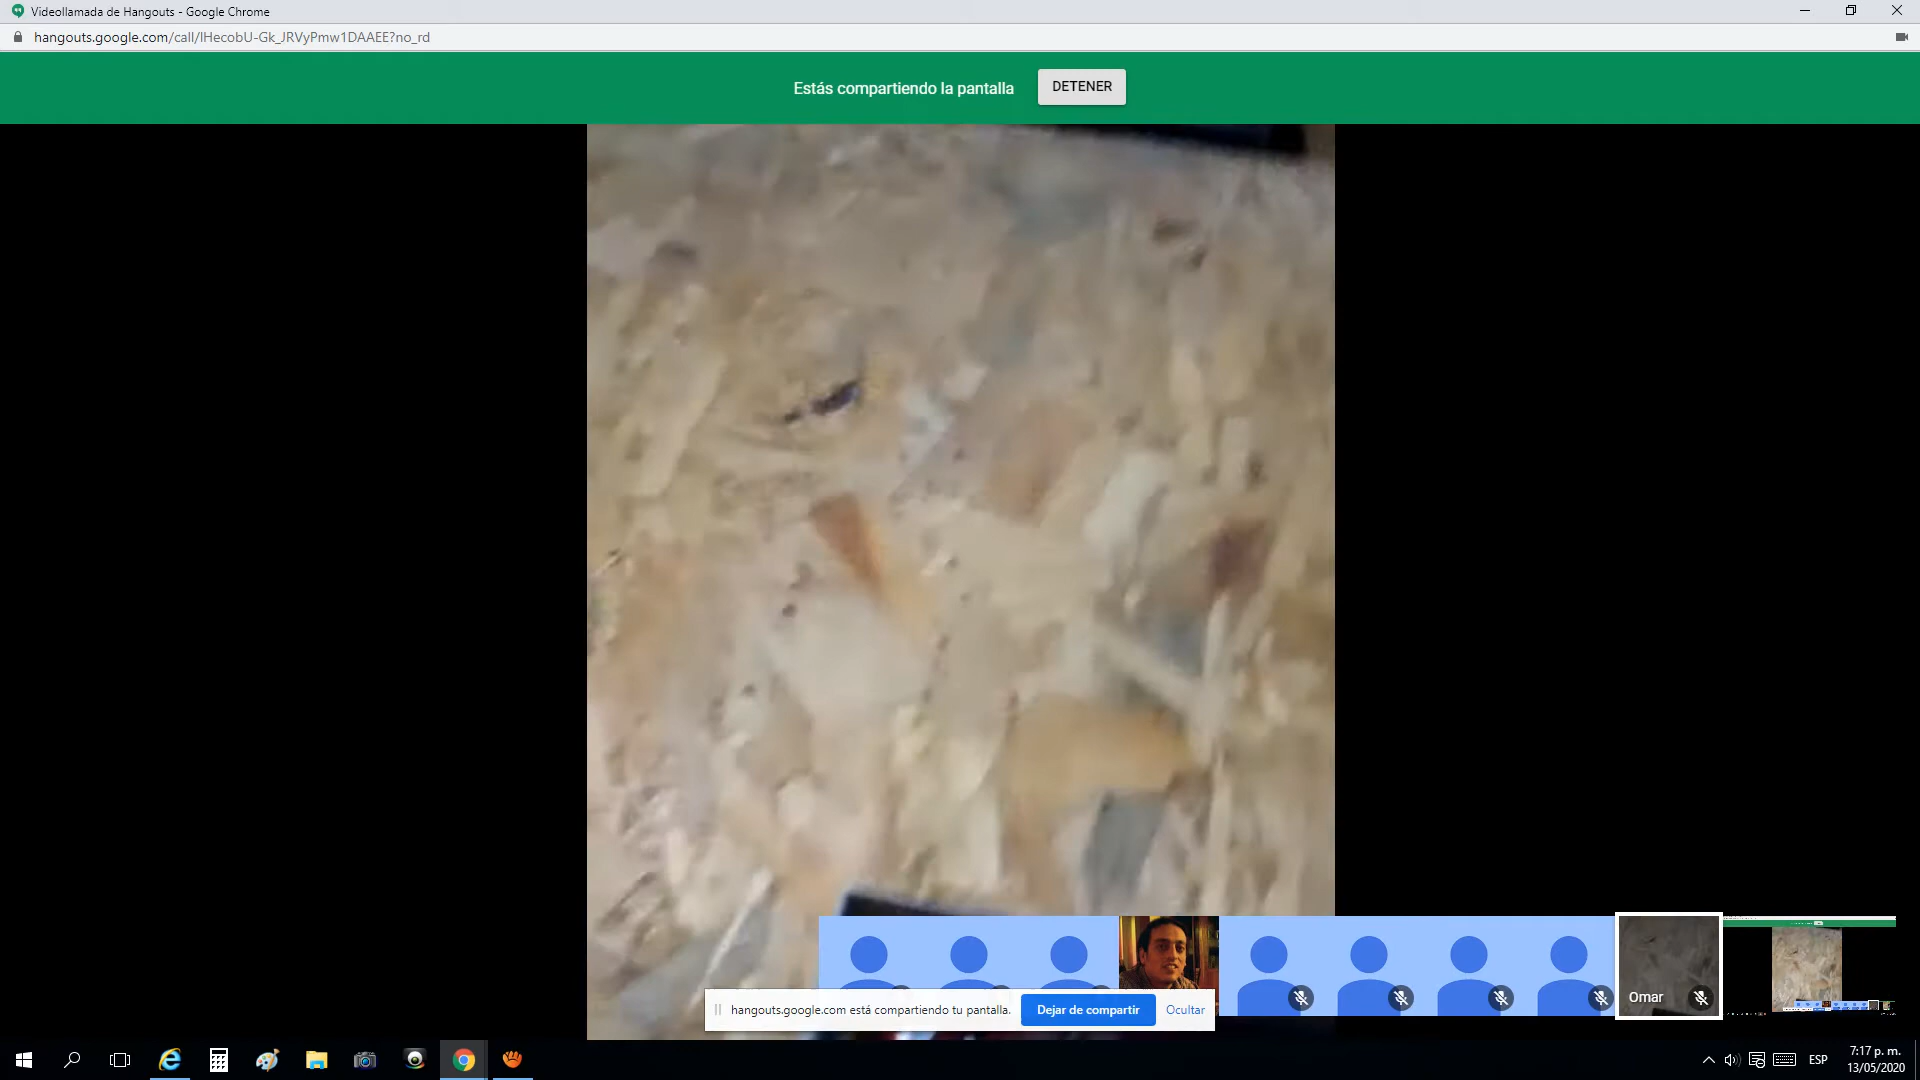 Videollamada de Hangouts - Google Chrome
hangouts.google.com/call/lHecobU-Gk_JRVyPmw1DAAEE?no_rd
Estás compartiendo la pantalla DETENER
Omar
hangouts.google.com está compartiendo tu pantalla. Dejar de compartir Ocultar
ESP
7:17 p. m.
13/05/2020